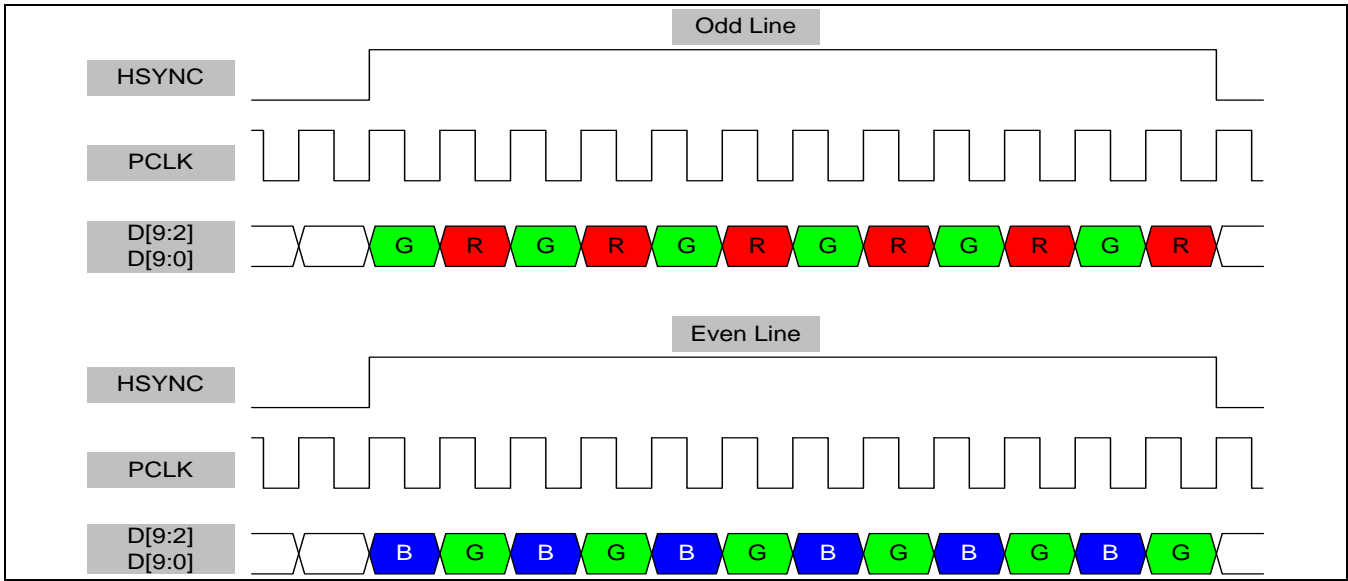 Odd Line
HSYNC
PCLK
D[9:2]
D[9:0]
G R G R G R G R G R G R
Even Line
HSYNC
PCLK
D[9:2]
D[9:0]
B G B G B G B G B G B G